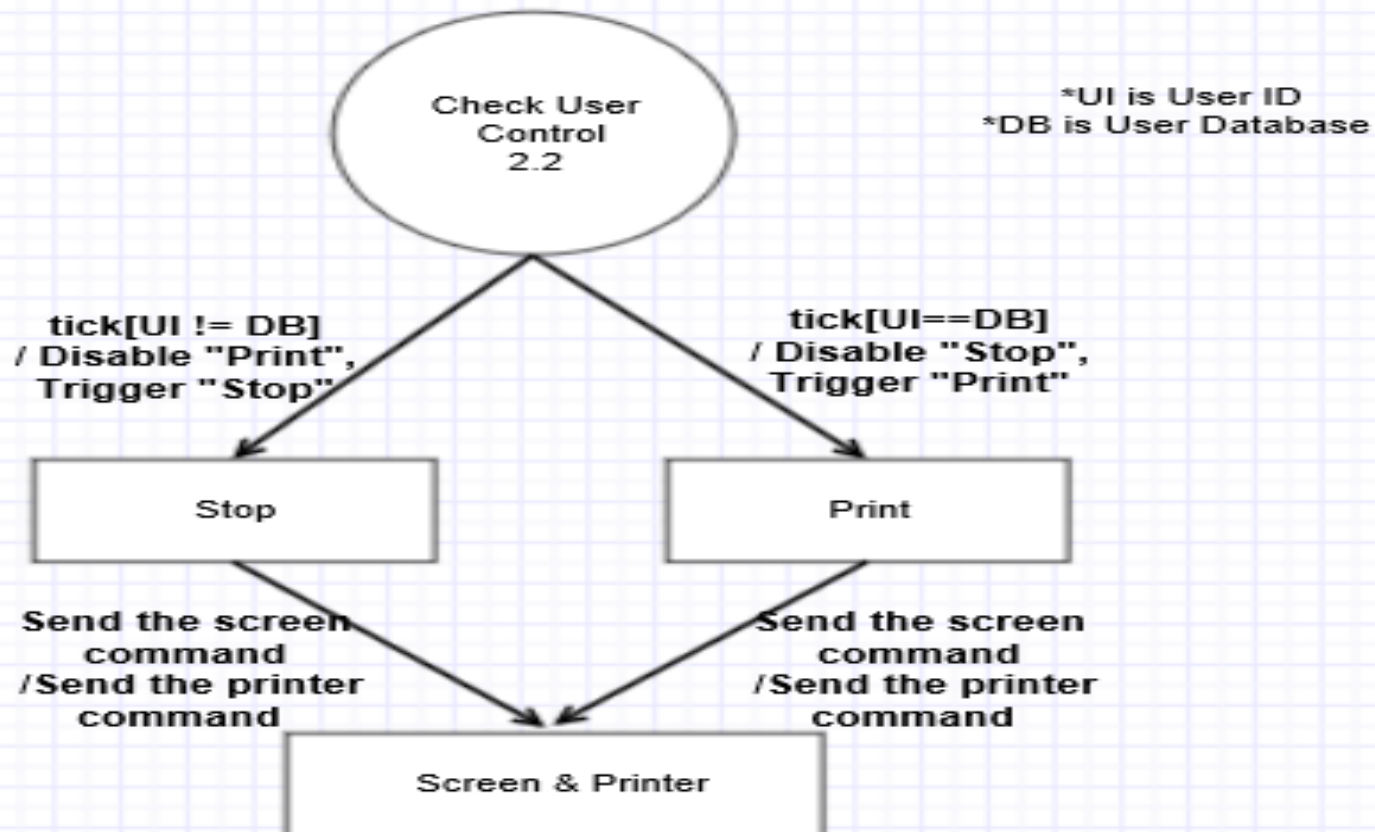 Check User
Control
2.2
*UI is User ID
*DB is User Database
tick[UI != DB]
/ Disable "Print",
Trigger "Stop"
tick[UI==DB]
/ Disable "Stop",
Trigger "Print"
Stop
Print
Send the screen
command
/Send the printer
command
Send the screen
command
/Send the printer
command
Screen & Printer